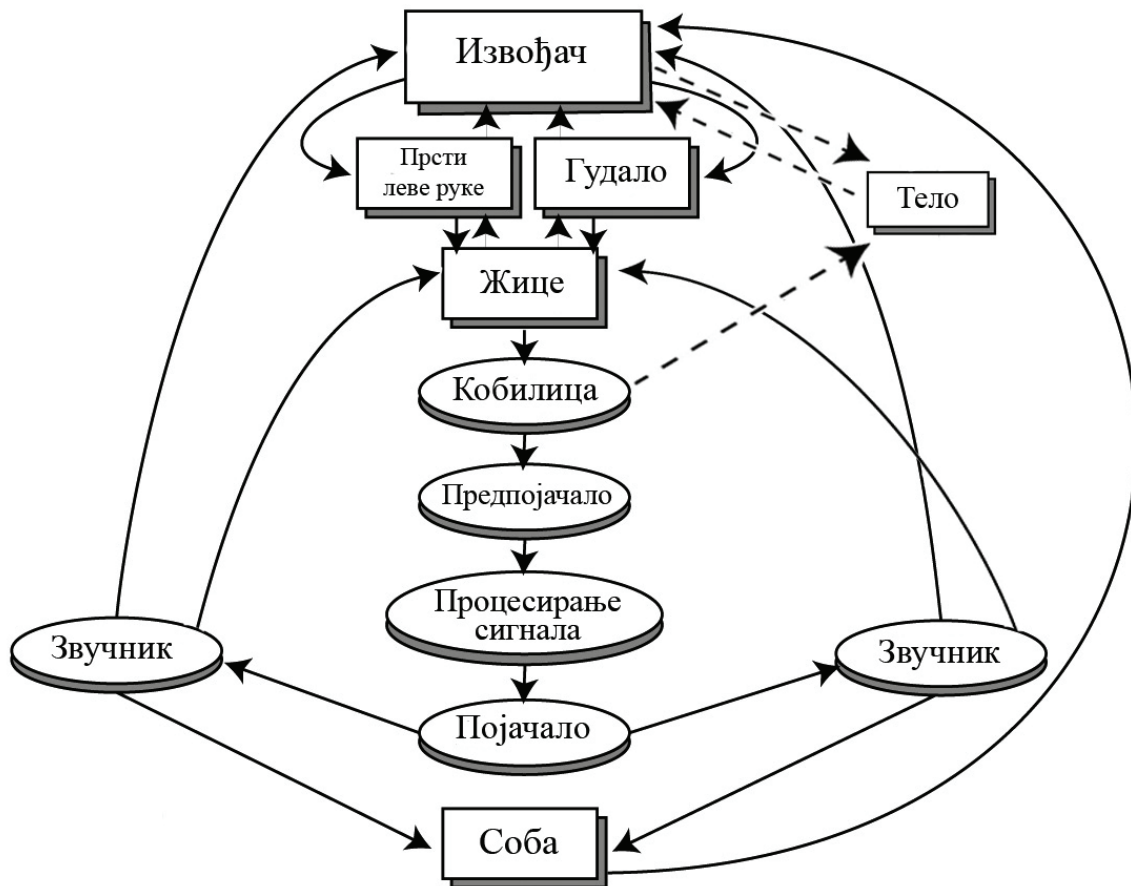 Извођач
Прсти
леве руке
Гудало
Тело
Жице
Кобилица
Предпојачало
Процесирање
сигнала
Звучник
Звучник
Појачало
Соба